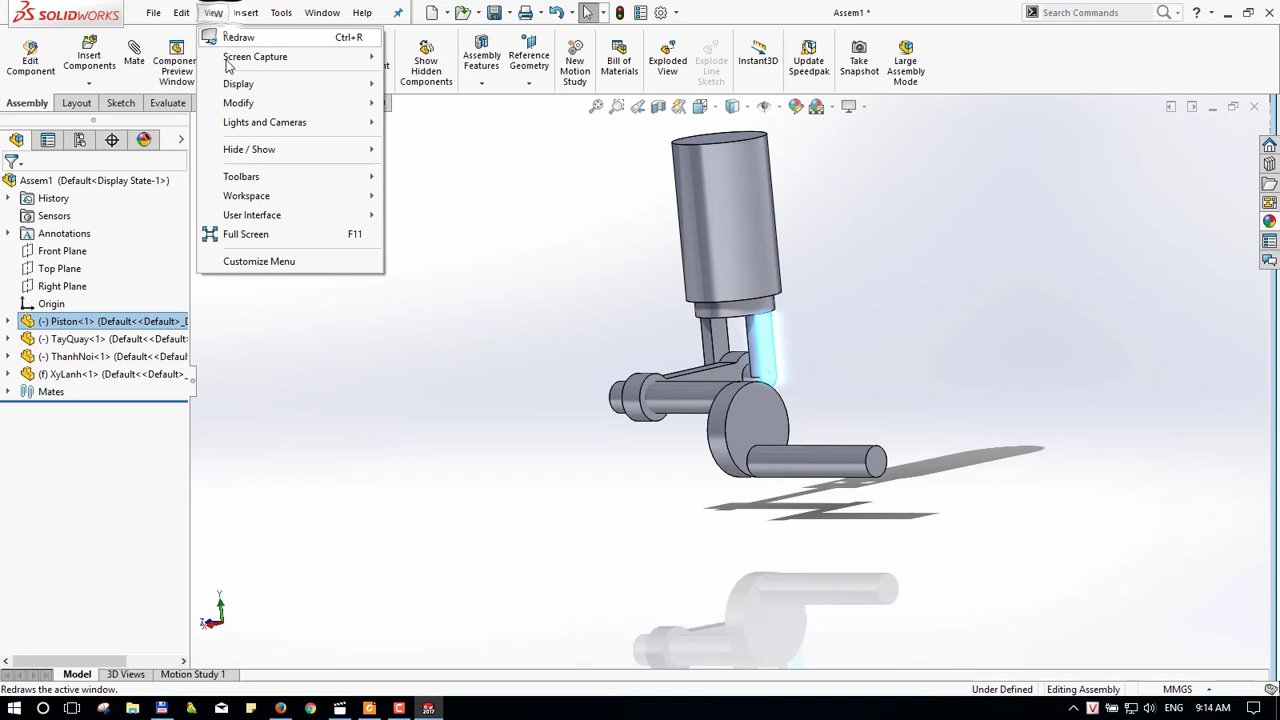 SOLIDWORKS
File
Edit
View
Insert
Tools
Window
Help
Assem1 *
Search Commands
Edit Component
Insert Components
Mate
Component Preview Window
Show Hidden Components
Assembly Features
Reference Geometry
New Motion Study
Bill of Materials
Exploded View
Explode Line Sketch
Instant3D
Update Speedpak
Take Snapshot
Large Assembly Mode
Assembly
Layout
Sketch
Evaluate
Redraw Ctrl+R
Screen Capture
Display
Modify
Lights and Cameras
Hide / Show
Toolbars
Workspace
User Interface
Full Screen F11
Customize Menu
Assem1 (Default<Display State-1>)
History
Sensors
Annotations
Front Plane
Top Plane
Right Plane
Origin
(-) Piston<1> (Default<<Default>_D
(-) TayQuay<1> (Default<<Default>
(-) ThanhNoi<1> (Default<<Default
(f) XyLanh<1> (Default<<Default>_
Mates
Y
Z
X
Model
3D Views
Motion Study 1
Redraws the active window.
Under Defined
Editing Assembly
MMGS
2017
V
ENG
9:14 AM